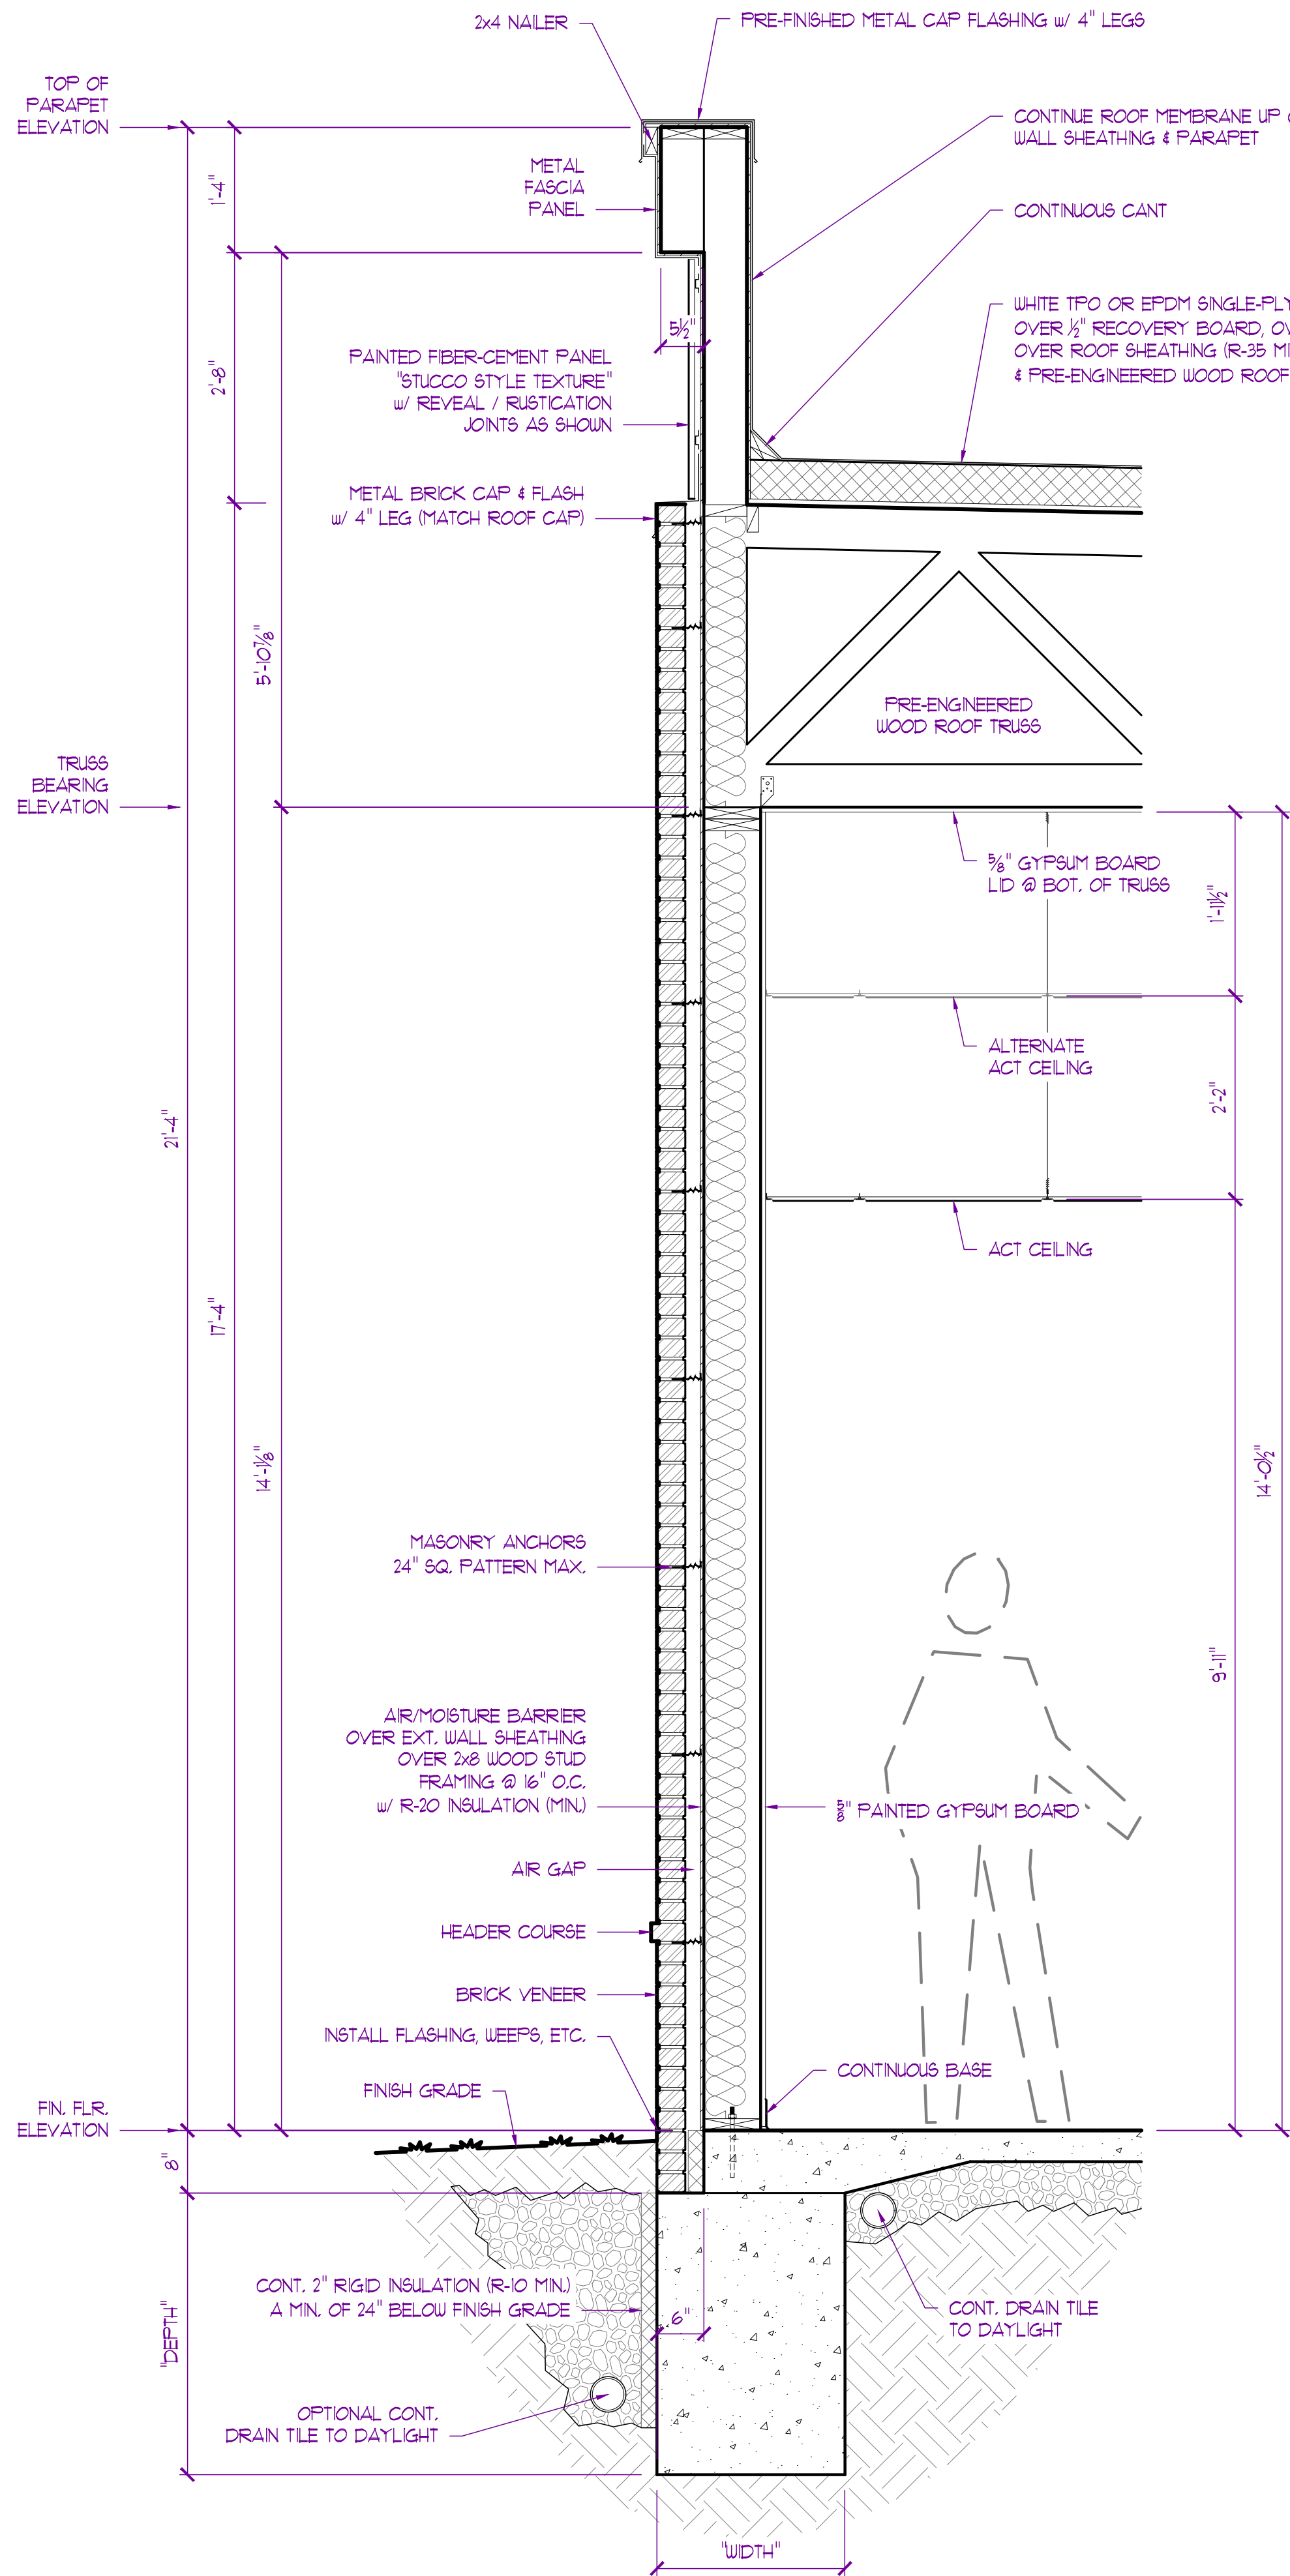 2x4 NAILER
PRE-FINISHED METAL CAP FLASHING w/ 4" LEGS
TOP OF
PARAPET
ELEVATION
CONTINUE ROOF MEMBRANE UP
WALL SHEATHING & PARAPET
METAL
FASCIA
PANEL
1'-4"
CONTINUOUS CANT
WHITE TPO OR EPDM SINGLE-PLY
OVER ½" RECOVERY BOARD,
OVER ROOF SHEATHING (R-35
& PRE-ENGINEERED WOOD ROOF
5½"
2'-8"
PAINTED FIBER-CEMENT PANEL
"STUCCO STYLE TEXTURE"
w/ REVEAL / RUSTICATION
JOINTS AS SHOWN
METAL BRICK CAP & FLASH
w/ 4" LEG (MATCH ROOF CAP)
5'-10⅞"
PRE-ENGINEERED
WOOD ROOF TRUSS
TRUSS
BEARING
ELEVATION
⅝" GYPSUM BOARD
LID @ BOT. OF TRUSS
1'-11½"
ALTERNATE
ACT CEILING
2'-2"
21'-4"
ACT CEILING
17'-4"
14'-1⅛"
14'-0½"
MASONRY ANCHORS
24" SQ. PATTERN MAX.
9'-11"
AIR/MOISTURE BARRIER
OVER EXT. WALL SHEATHING
OVER 2x8 WOOD STUD
FRAMING @ 16" O.C.
w/ R-20 INSULATION (MIN.)
⅝" PAINTED GYPSUM BOARD
AIR GAP
HEADER COURSE
BRICK VENEER
INSTALL FLASHING, WEEPS, ETC.
CONTINUOUS BASE
FINISH GRADE
FIN. FLR.
ELEVATION
8"
CONT. 2" RIGID INSULATION (R-10 MIN.)
A MIN. OF 24" BELOW FINISH GRADE
6"
CONT. DRAIN TILE
TO DAYLIGHT
"DEPTH"
OPTIONAL CONT.
DRAIN TILE TO DAYLIGHT
"WIDTH"